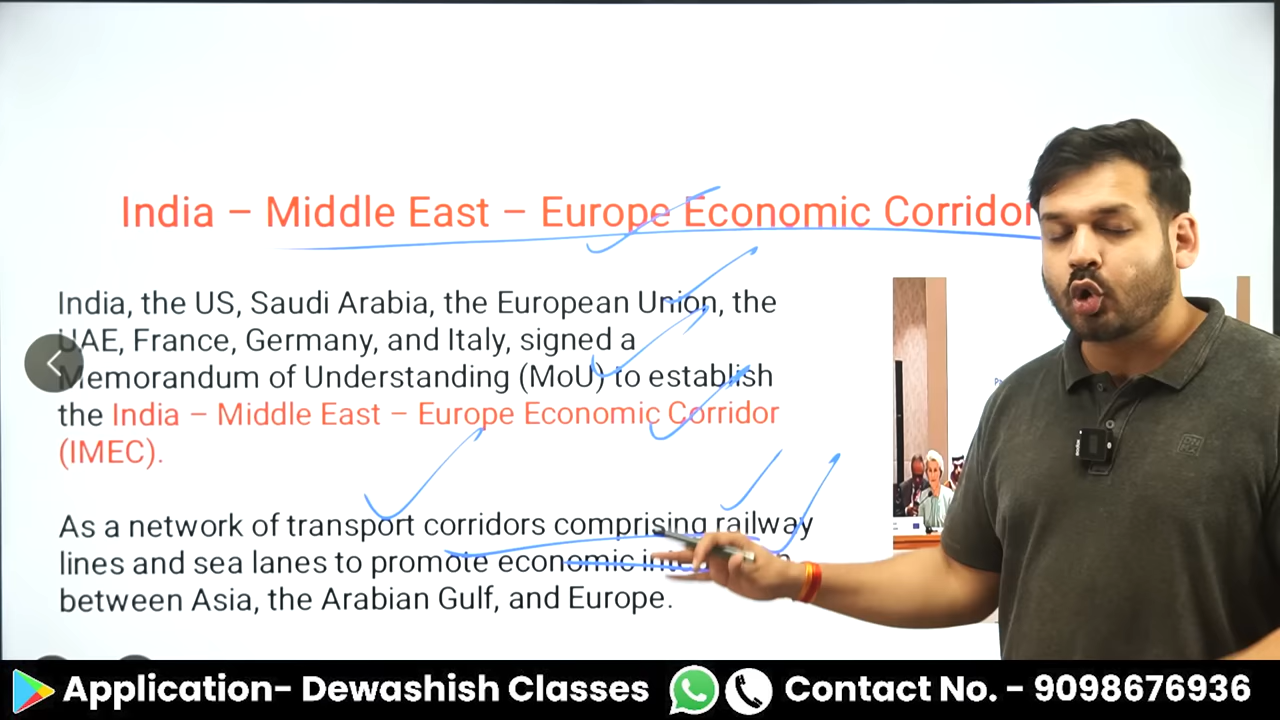 India – Middle East – Europe Economic Corridor
India, the US, Saudi Arabia, the European Union, the
UAE, France, Germany, and Italy, signed a
Memorandum of Understanding (MoU) to establish
the India – Middle East – Europe Economic Corridor
(IMEC).
As a network of transport corridors comprising railway
lines and sea lanes to promote economic
between Asia, the Arabian Gulf, and Europe.
Application- Dewashish Classes
Contact No. - 9098676936